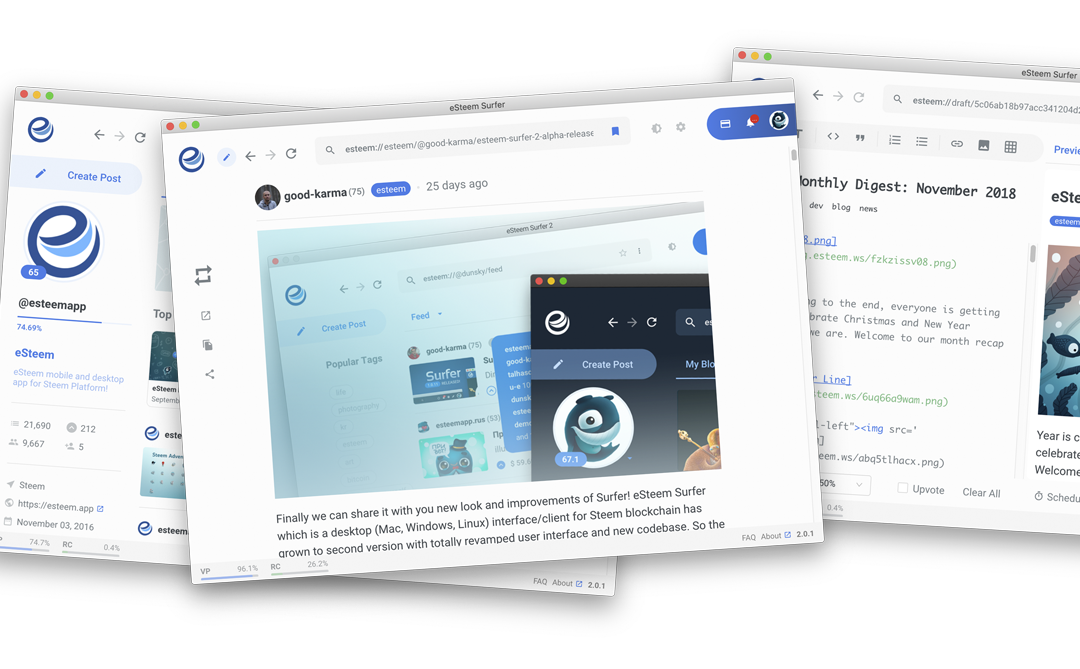 Create Post
65
@esteemapp
74.69%
eSteem
eSteem mobile and desktop
app for Steem Platform!
21,690
212
9,667
5
Steem
https://esteem.app
November 03, 2016
74.7%
RC
0.4%
Top
FAQ
About
2.0.1
eSteem Surfer
esteem://esteem/@good-karma/esteem-surfer-2-alpha-release
good-karma (75)
esteem
25 days ago
eSteem Surfer 2
esteem://@dunsky/feed
Create Post
Feed
Popular Tags
life
photography
good-karma (75)
Surfer
esteemapp.rus (53)
Create Post
My Blo
67.1
Finally we can share it with you new look and improvements of Surfer! eSteem Surfer
which is a desktop (Mac, Windows, Linux) interface/client for Steem blockchain has
grown to second version with totally revamped user interface and new codebase. So the
VP
96.1%
RC
26.2%
FAQ
About
2.0.1
eSteem Surfer
esteem://draft/5c06ab18b97acc341204d2
Monthly Digest: November 2018
dev blog news
8.png]
g.esteem.ws/fzkzissv08.png)
ng to the end, everyone is getting
ebrate Christmas and New Year
we are. Welcome to our month recap
r Line]
steem.ws/6uq66a9wam.png)
l-left"><img src='
eem.ws/abq5tlhacx.png)
50%
Upvote
Clear All
0.4%
Previe
eSte
esteem
Year is c
celebrate
Welcome
Schedu